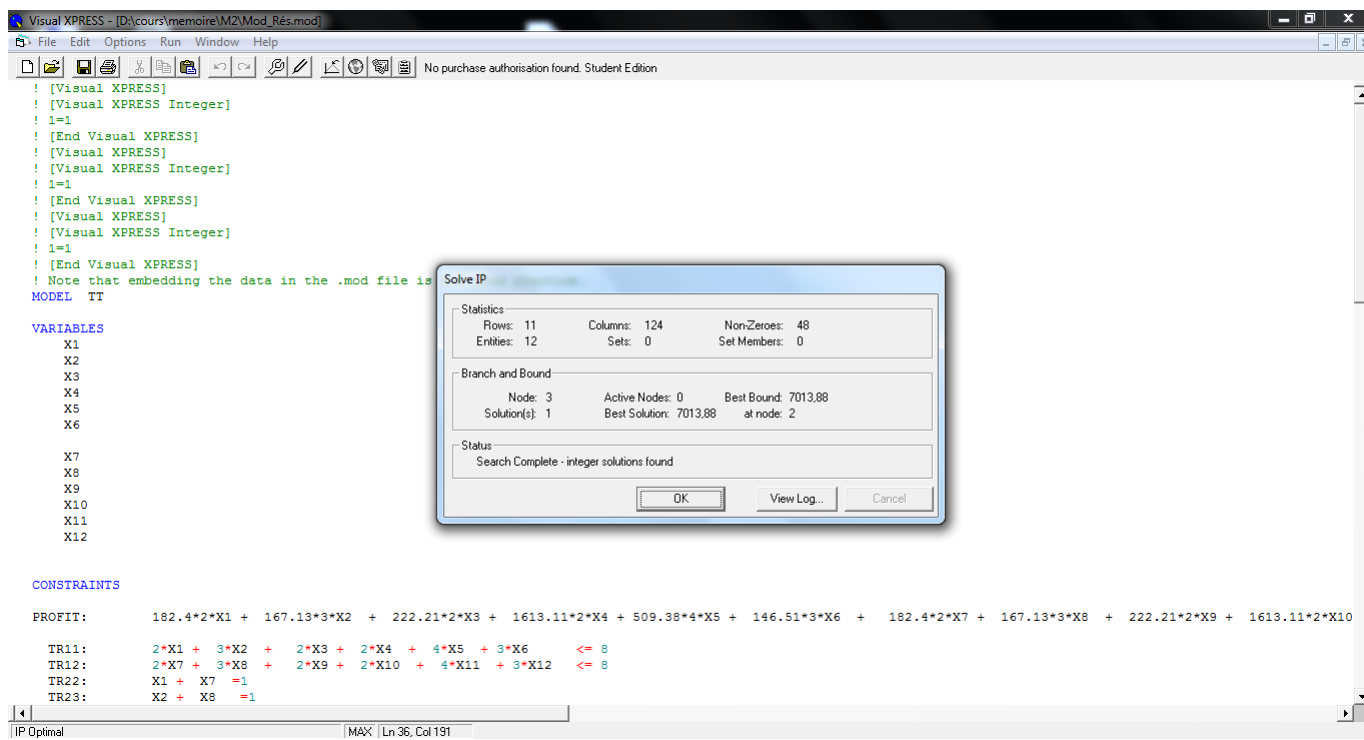 Visual XPRESS - [D:\cours\memoire\M2\Mod_Rés.mod]
File Edit Options Run Window Help
No purchase authorisation found. Student Edition
! [Visual XPRESS]
! [Visual XPRESS Integer]
! 1=1
! [End Visual XPRESS]
! [Visual XPRESS]
! [Visual XPRESS Integer]
! 1=1
! [End Visual XPRESS]
! [Visual XPRESS]
! [Visual XPRESS Integer]
! 1=1
! [End Visual XPRESS]
! Note that embedding the data in the .mod file is
MODEL TT
VARIABLES
X1
X2
X3
X4
X5
X6
X7
X8
X9
X10
X11
X12
CONSTRAINTS
PROFIT: 182.4*2*X1 + 167.13*3*X2 + 222.21*2*X3 + 1613.11*2*X4 + 509.38*4*X5 + 146.51*3*X6 + 182.4*2*X7 + 167.13*3*X8 + 222.21*2*X9 + 1613.11*2*X10
TR11: 2*X1 + 3*X2 + 2*X3 + 2*X4 + 4*X5 + 3*X6 <= 8
TR12: 2*X7 + 3*X8 + 2*X9 + 2*X10 + 4*X11 + 3*X12 <= 8
TR22: X1 + X7 =1
TR23: X2 + X8 =1
Solve IP
Statistics
Rows: 11 Columns: 124 Non-Zeroes: 48
Entities: 12 Sets: 0 Set Members: 0
Branch and Bound
Node: 3 Active Nodes: 0 Best Bound: 7013,88
Solution(s): 1 Best Solution: 7013,88 at node: 2
Status
Search Complete - integer solutions found
OK View Log... Cancel
IP Optimal MAX Ln 36, Col 191